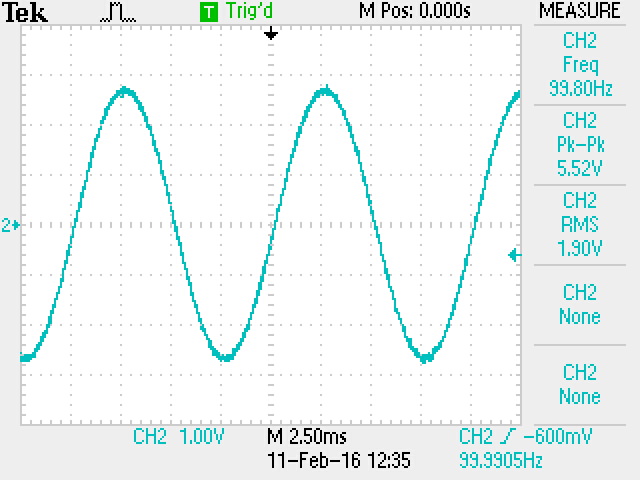 Tek T Trig'd M Pos: 0.000s MEASURE
CH2
Freq
99.80Hz
CH2
Pk-Pk
5.52V
CH2
RMS
1.90V
CH2
None
CH2
None
2
CH2 1.00V M 2.50ms CH2 -600mV
11-Feb-16 12:35 99.9905Hz